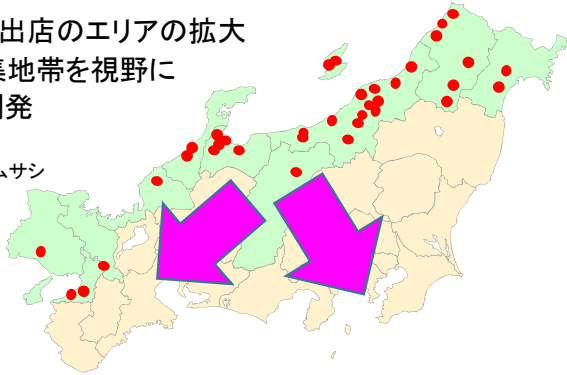 出店のエリアの拡大
集地帯を視野に
発
ムサシ